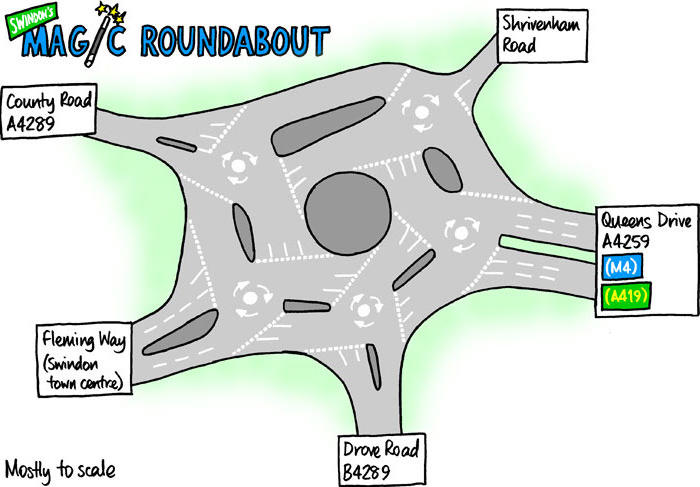 SWINDON'S
MAGIC ROUNDABOUT
Shrivenham
Road
County Road
A4289
Queens Drive
A4259
(M4)
(A419)
Fleming Way
(Swindon
town centre)
Drove Road
B4289
Mostly to scale